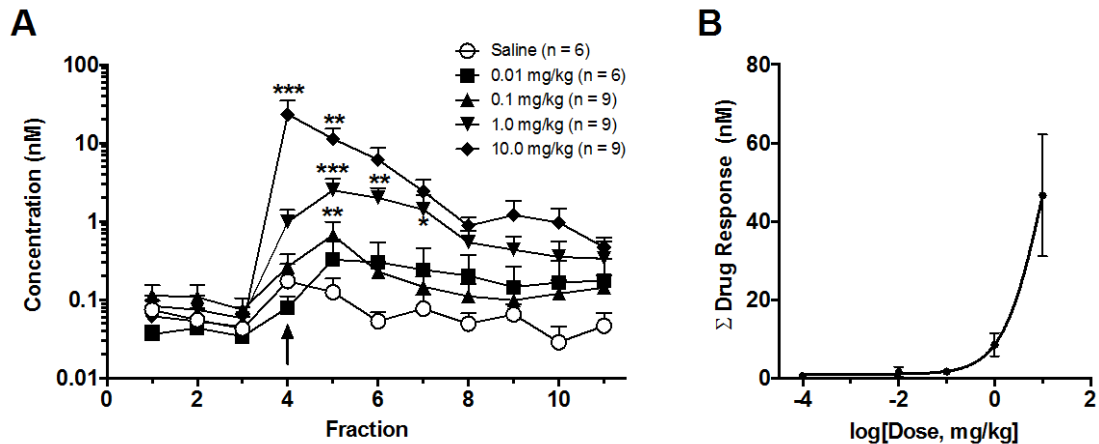 A
Saline (n = 6)
0.01 mg/kg (n = 6)
0.1 mg/kg (n = 9)
1.0 mg/kg (n = 9)
10.0 mg/kg (n = 9)
Concentration (nM)
100
10
1
0.1
0.01
***
**
***
**
**
*
0 2 4 6 8 10
Fraction
B
Σ Drug Response (nM)
80
60
40
20
0
-4 -2 0 2
log[Dose, mg/kg]